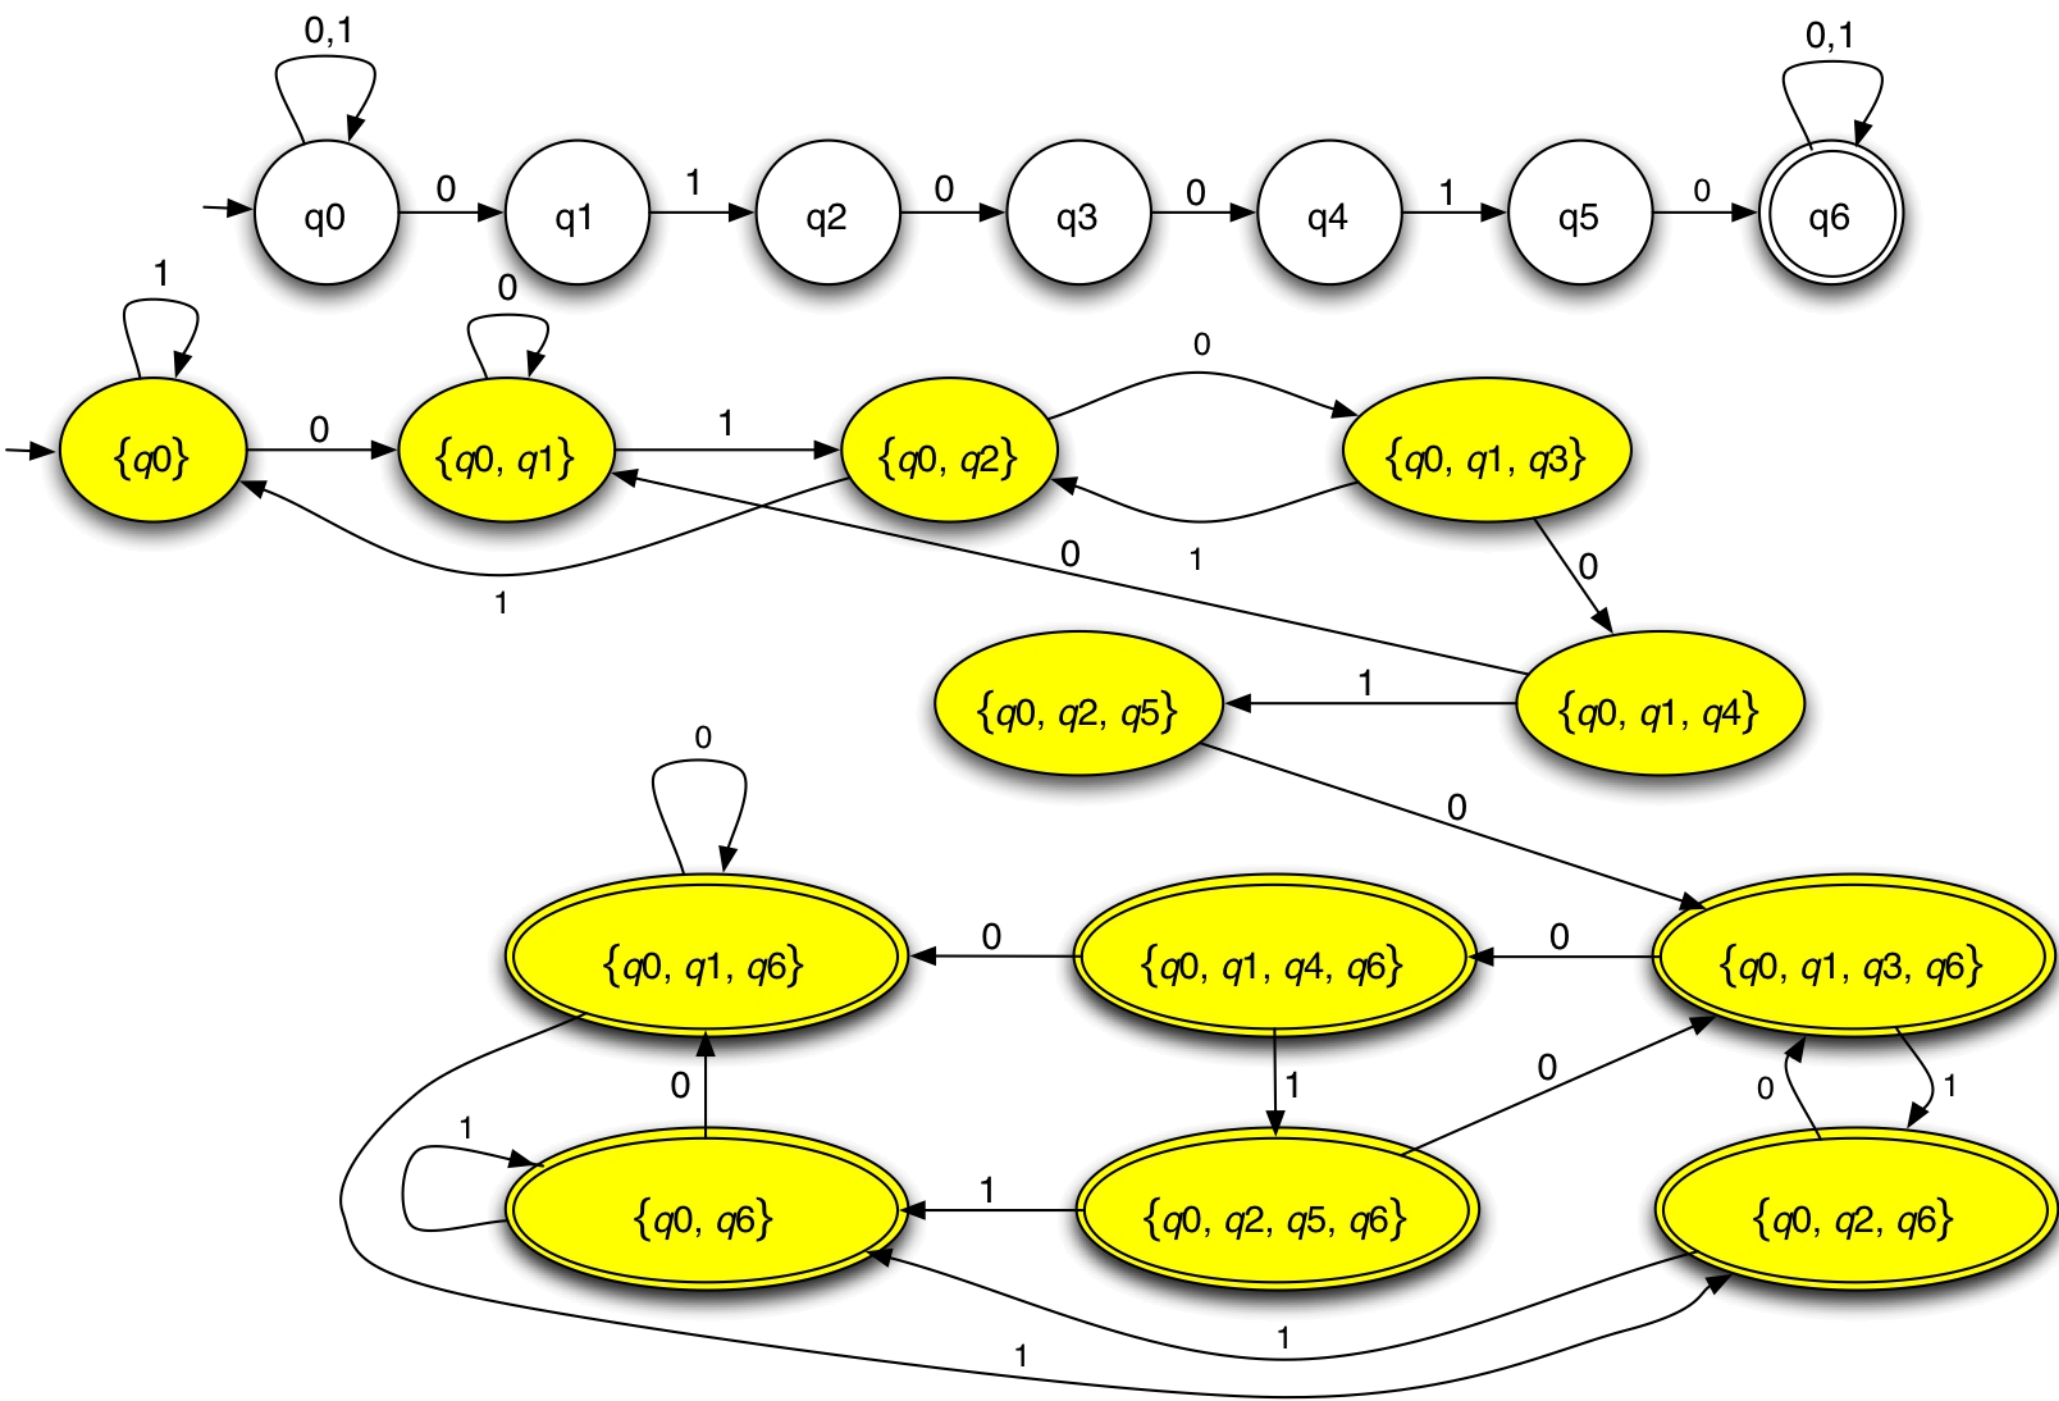 0,1 0,1
q0 0 q1 1 q2 0 q3 0 q4 1 q5 0 q6
1 0
0
{q0} 0 {q0, q1} 1 {q0, q2} {q0, q1, q3}
0 1 0
1
{q0, q2, q5} 1 {q0, q1, q4}
0
0
{q0, q1, q6} 0 {q0, q1, q4, q6} 0 {q0, q1, q3, q6}
0 1 0 0 1
1
{q0, q6} 1 {q0, q2, q5, q6} {q0, q2, q6}
1
1